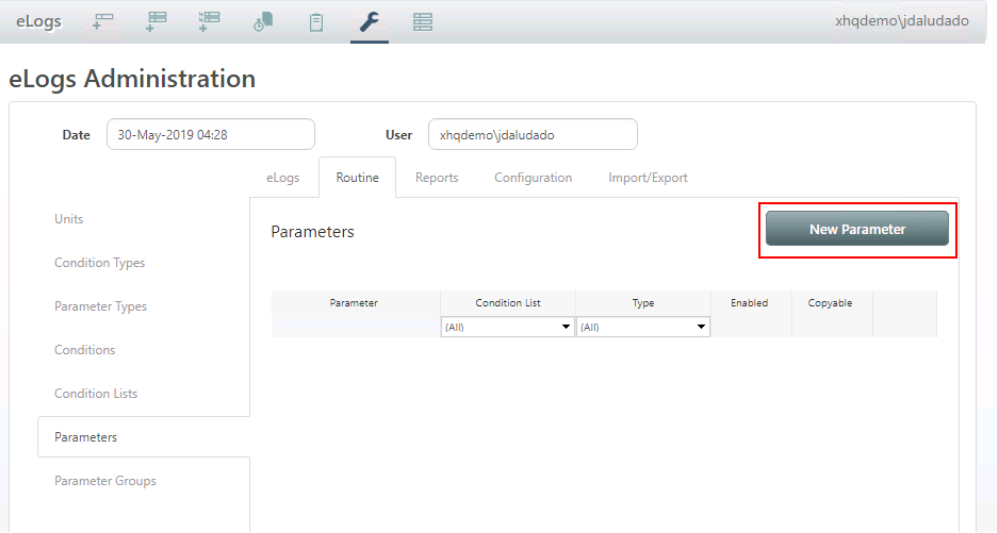 eLogs xhqdemo\jdaludado
eLogs Administration
Date 30-May-2019 04:28 User xhqdemo\jdaludado
eLogs Routine Reports Configuration Import/Export
Units
Condition Types
Parameter Types
Conditions
Condition Lists
Parameters
Parameter Groups
Parameters New Parameter
Parameter Condition List Type Enabled Copyable
(All) (All)